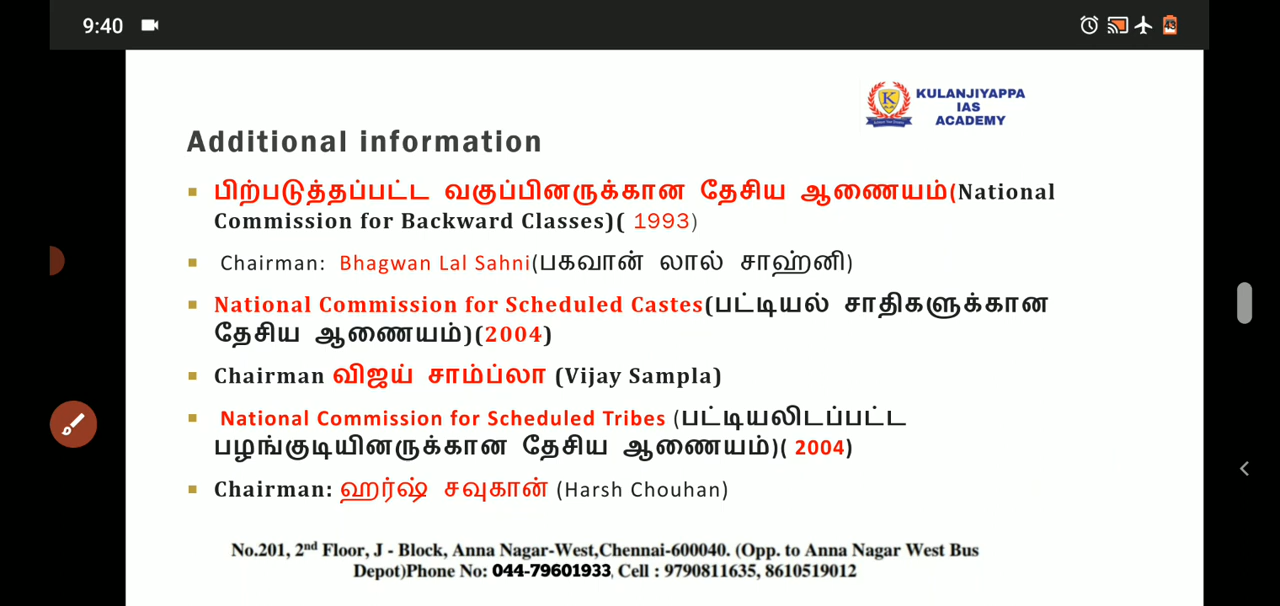 9:40
43
KULANJIYAPPA
IAS
ACADEMY
Additional information
பிற்படுத்தப்பட்ட வகுப்பினருக்கான தேசிய ஆணையம்(National
Commission for Backward Classes)( 1993)
Chairman: Bhagwan Lal Sahni(பகவான் லால் சாஹ்னி)
National Commission for Scheduled Castes(பட்டியல் சாதிகளுக்கான
தேசிய ஆணையம்)(2004)
Chairman விஜய் சாம்ப்லா (Vijay Sampla)
National Commission for Scheduled Tribes (பட்டியலிடப்பட்ட
பழங்குடியினருக்கான தேசிய ஆணையம்)( 2004)
Chairman: ஹர்ஷ் சவுகான் (Harsh Chouhan)
No.201, 2nd Floor, J - Block, Anna Nagar-West,Chennai-600040. (Opp. to Anna Nagar West Bus
Depot)Phone No: 044-79601933, Cell : 9790811635, 8610519012